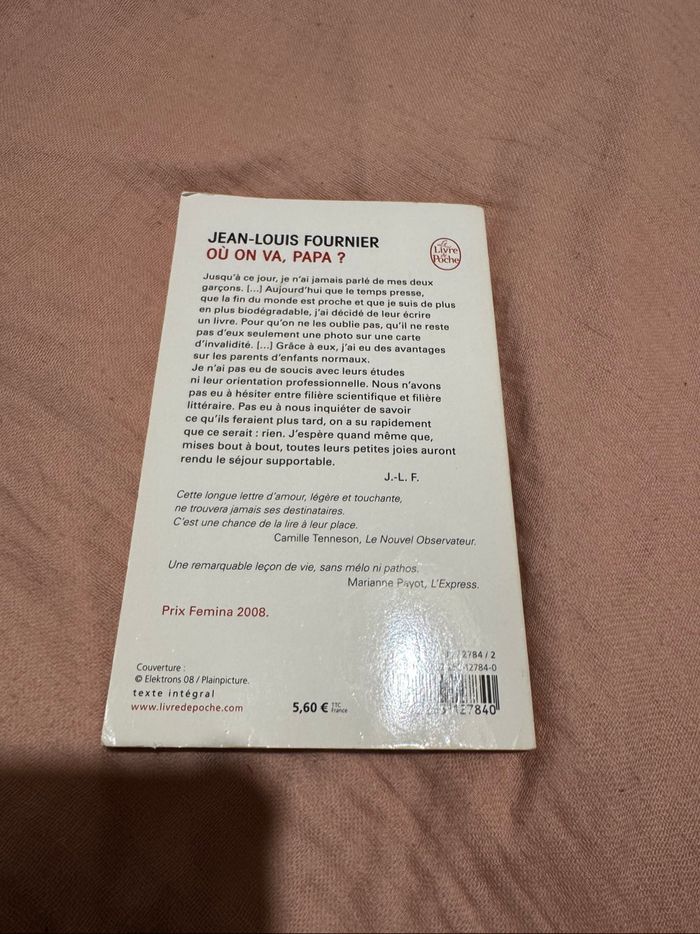 JEAN-LOUIS FOURNIER
OÙ ON VA, PAPA ?
Le
Livre
de
Poche
Jusqu'à ce jour, je n'ai jamais parlé de mes deux
garçons. […] Aujourd'hui que le temps presse,
que la fin du monde est proche et que je suis de plus
en plus biodégradable, j'ai décidé de leur écrire
un livre. Pour qu'on ne les oublie pas, qu'il ne reste
pas d'eux seulement une photo sur une carte
d'invalidité. […] Grâce à eux, j'ai eu des avantages
sur les parents d'enfants normaux.
Je n'ai pas eu de soucis avec leurs études
ni leur orientation professionnelle. Nous n'avons
pas eu à hésiter entre filière scientifique et filière
littéraire. Pas eu à nous inquiéter de savoir
ce qu'ils feraient plus tard, on a su rapidement
que ce serait : rien. J'espère quand même que,
mises bout à bout, toutes leurs petites joies auront
rendu le séjour supportable.
J.-L. F.
Cette longue lettre d'amour, légère et touchante,
ne trouvera jamais ses destinataires.
C'est une chance de la lire à leur place.
Camille Tenneson, Le Nouvel Observateur.
Une remarquable leçon de vie, sans mélo ni pathos.
Marianne Payot, L'Express.
Prix Femina 2008.
Couverture :
© Elektrons 08 / Plainpicture.
texte intégral
www.livredepoche.com
5,60 € TTC
France
2784 / 2
12784-0
127840